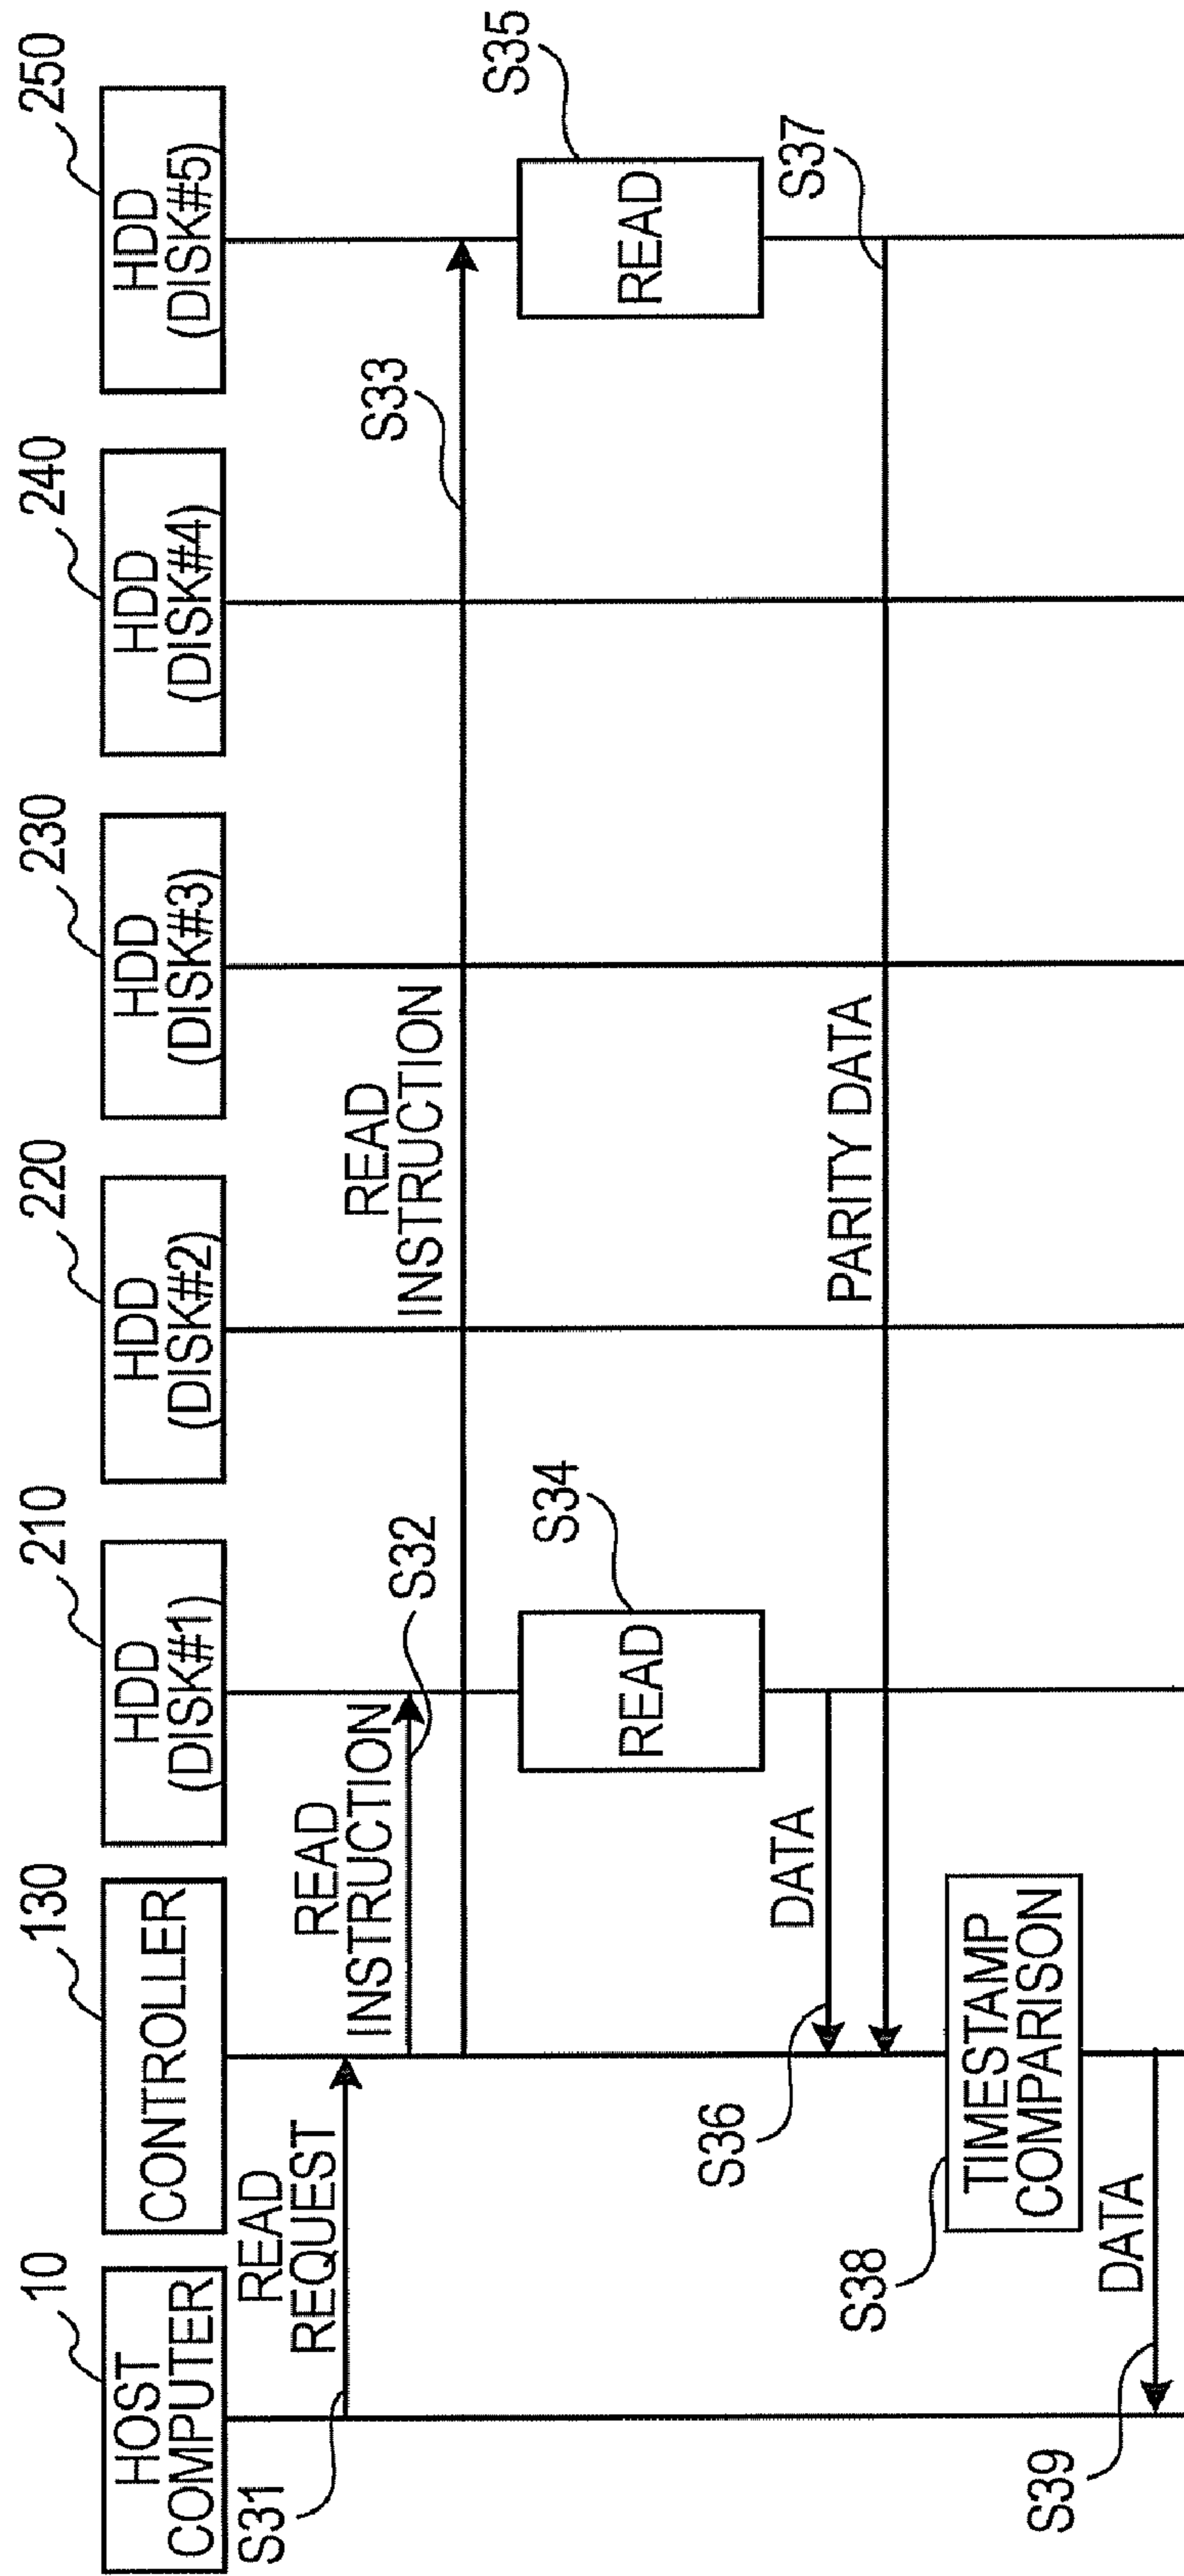 10
HOST
COMPUTER
130
CONTROLLER
210
HDD
(DISK#1)
220
HDD
(DISK#2)
230
HDD
(DISK#3)
240
HDD
(DISK#4)
250
HDD
(DISK#5)
S31
READ
REQUEST
READ
INSTRUCTION
S32
READ
INSTRUCTION
S33
READ
S34
READ
S35
DATA
S36
PARITY DATA
S37
TIMESTAMP
COMPARISON
S38
DATA
S39